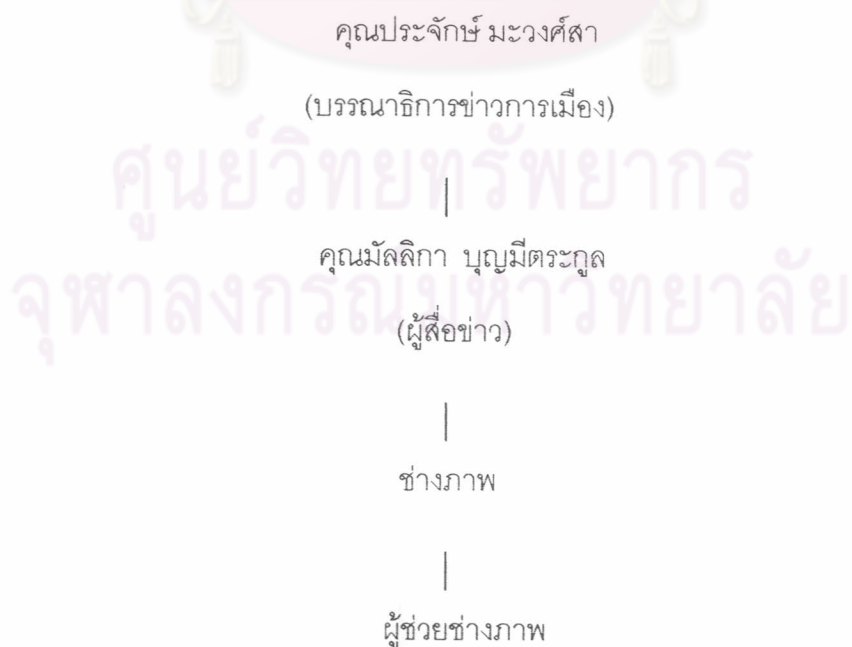 คุณประจักษ์ มะวงศ์สา
(บรรณาธิการข่าวการเมือง)
ศูนย์วิทยทรัพยากร
คุณมัลลิกา บุญมีตระกูล
จุฬาลงกรณ์มหาวิทยาลัย
(ผู้สื่อข่าว)
ช่างภาพ
ผู้ช่วยช่างภาพ